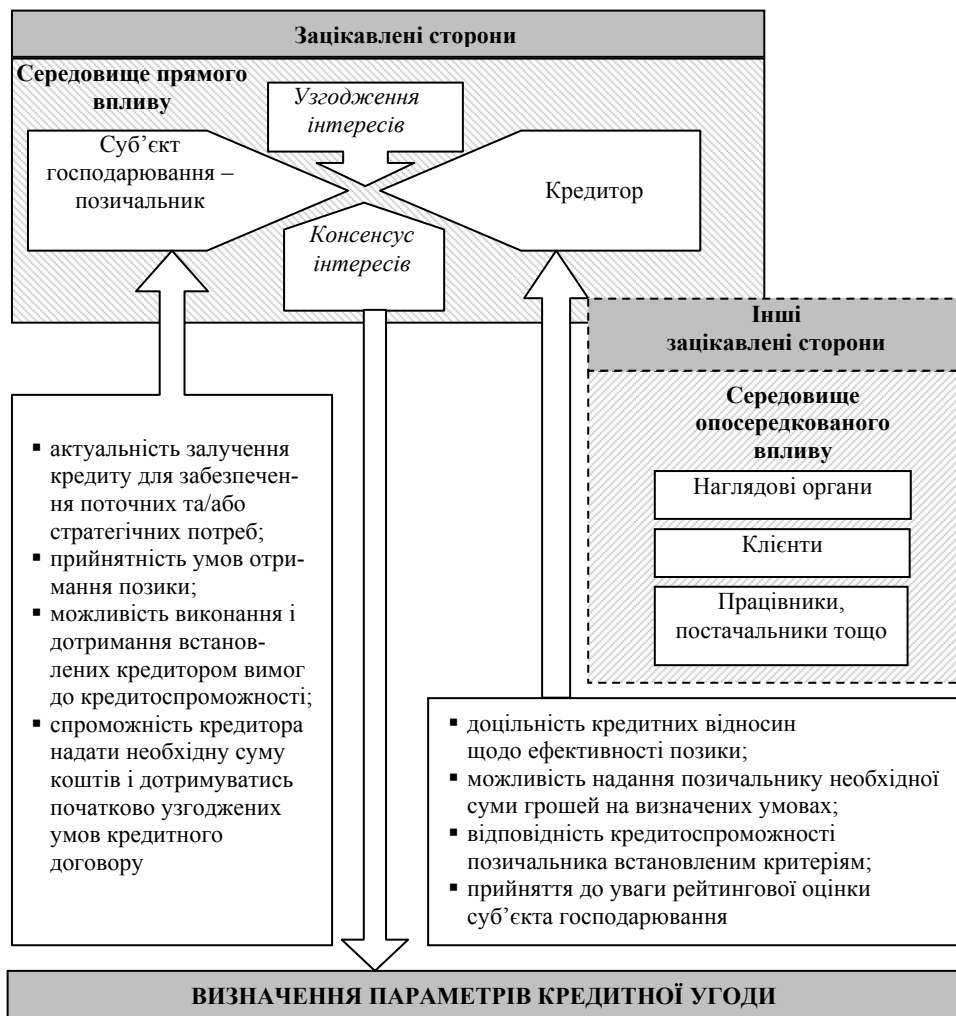 Зацікавлені сторони
Середовище прямого
впливу
Узгодження
інтересів
Суб’єкт
господарювання –
позичальник
Кредитор
Консенсус
інтересів
Інші
зацікавлені сторони
Середовище
опосередкованого
впливу
Наглядові органи
Клієнти
Працівники,
постачальники тощо
▪ актуальність залучення
кредиту для забезпечен-
ня поточних та/або
стратегічних потреб;
▪ прийнятність умов отри-
мання позики;
▪ можливість виконання і
дотримання встанов-
лених кредитором вимог
до кредитоспроможності;
▪ спроможність кредитора
надати необхідну суму
коштів і дотримуватись
початково узгоджених
умов кредитного
договору
▪ доцільність кредитних відносин
щодо ефективності позики;
▪ можливість надання позичальнику необхідної
суми грошей на визначених умовах;
▪ відповідність кредитоспроможності
позичальника встановленим критеріям;
▪ прийняття до уваги рейтингової оцінки
суб’єкта господарювання
ВИЗНАЧЕННЯ ПАРАМЕТРІВ КРЕДИТНОЇ УГОДИ